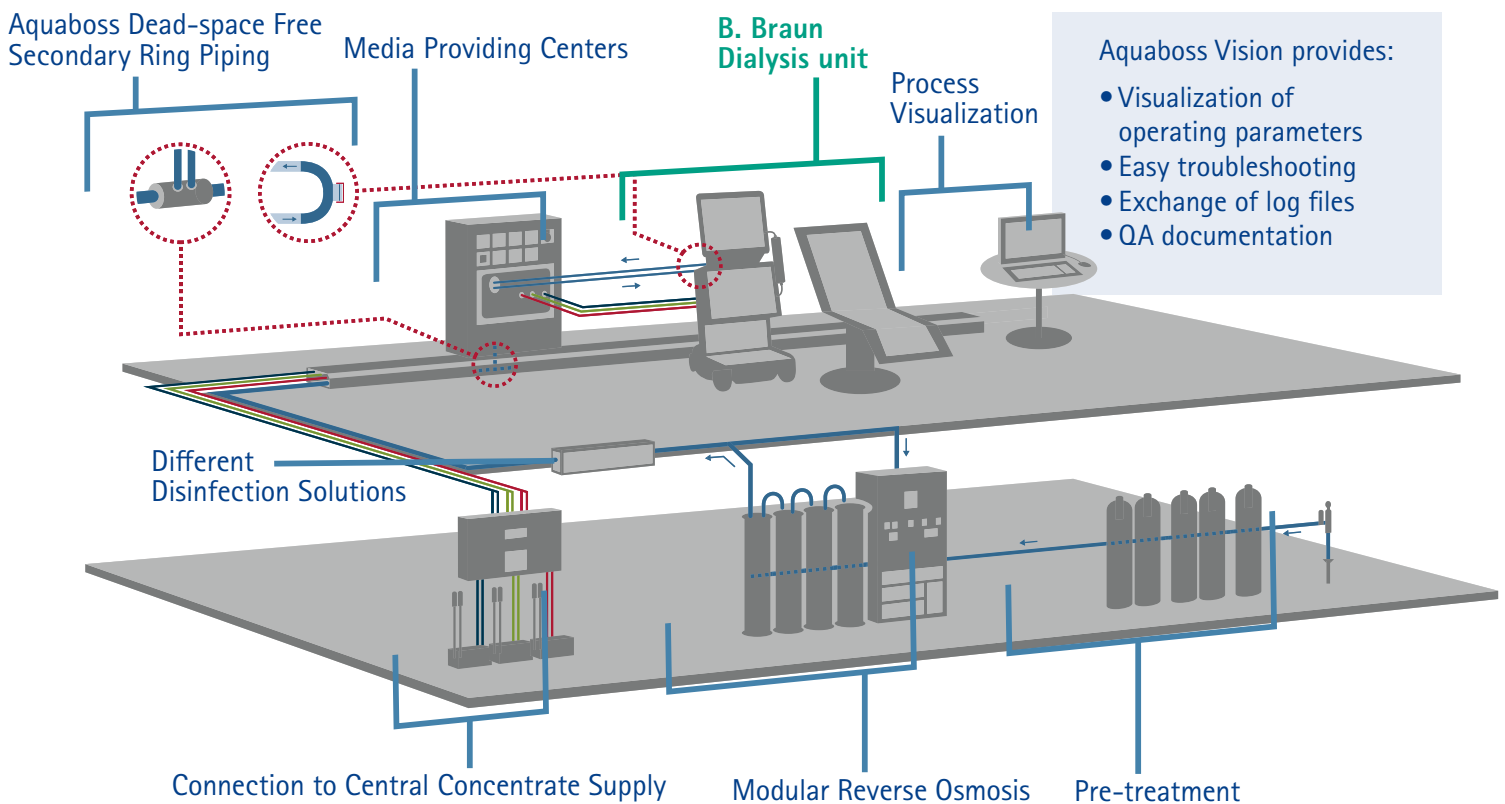 Aquaboss Dead-space Free
Secondary Ring Piping
Media Providing Centers
B. Braun
Dialysis unit
Process
Visualization
Aquaboss Vision provides:
• Visualization of
operating parameters
• Easy troubleshooting
• Exchange of log files
• QA documentation
Different
Disinfection Solutions
Connection to Central Concentrate Supply
Modular Reverse Osmosis
Pre-treatment